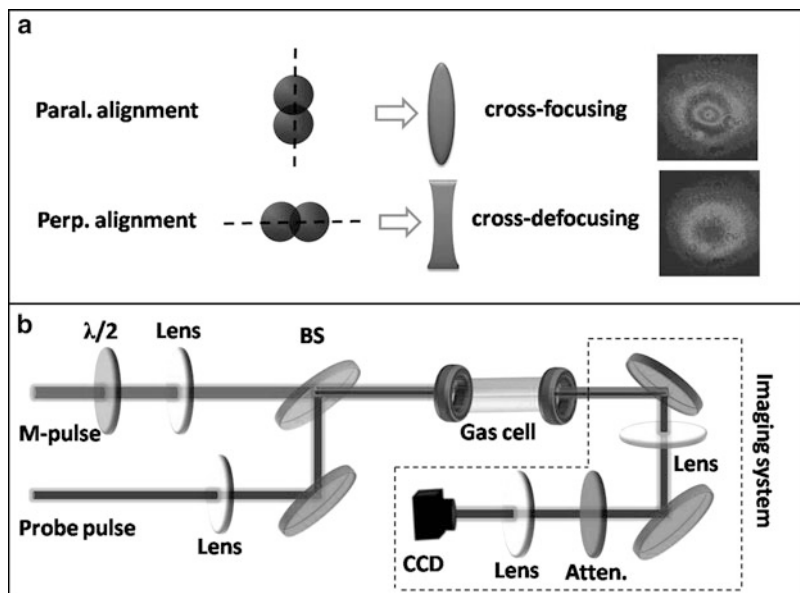 a
Paral. alignment
cross-focusing
Perp. alignment
cross-defocusing
b
λ/2
Lens
BS
M-pulse
Gas cell
Imaging system
Lens
Probe pulse
Lens
CCD
Lens
Atten.